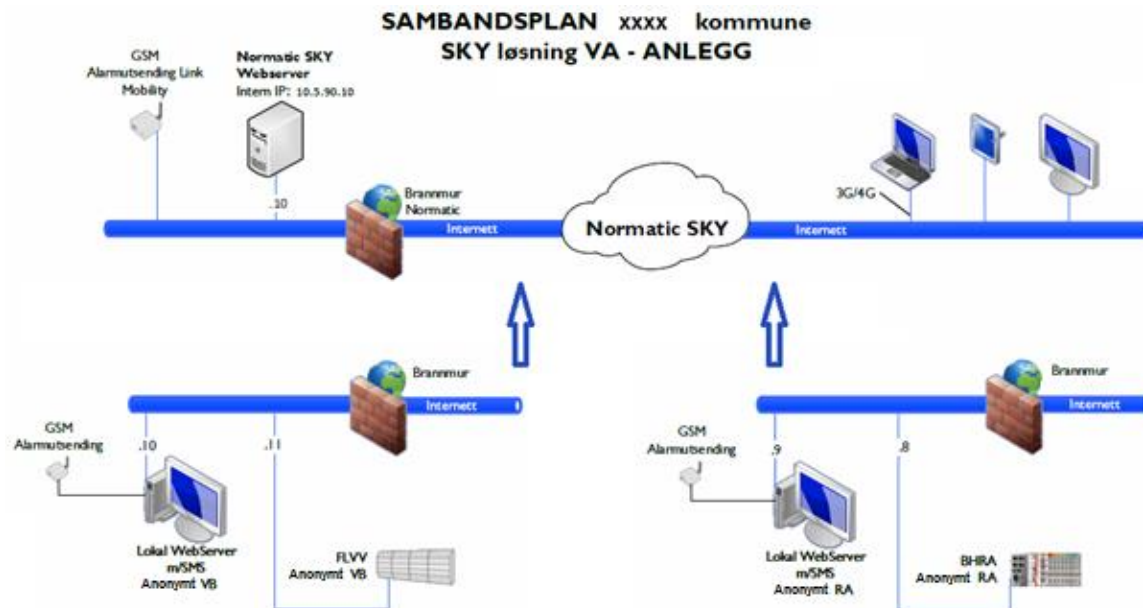 SAMBANDSPLAN xxxx kommune
SKY løsning VA - ANLEGG
GSM
Alarmutsending Link
Mobility
Normatic SKY
Webserver
Intern IP: 10.5.90.10
.10
Brannmur
Normatic
Internett
Normatic SKY
Internett
3G/4G
Brannmur
Internett
GSM
Alarmutsending
.10
.11
Lokal WebServer
m/SMS
Anonymt VB
FLVV
Anonymt VB
Brannmur
Internett
GSM
Alarmutsending
.9
.8
Lokal WebServer
m/SMS
Anonymt RA
BHRA
Anonymt RA